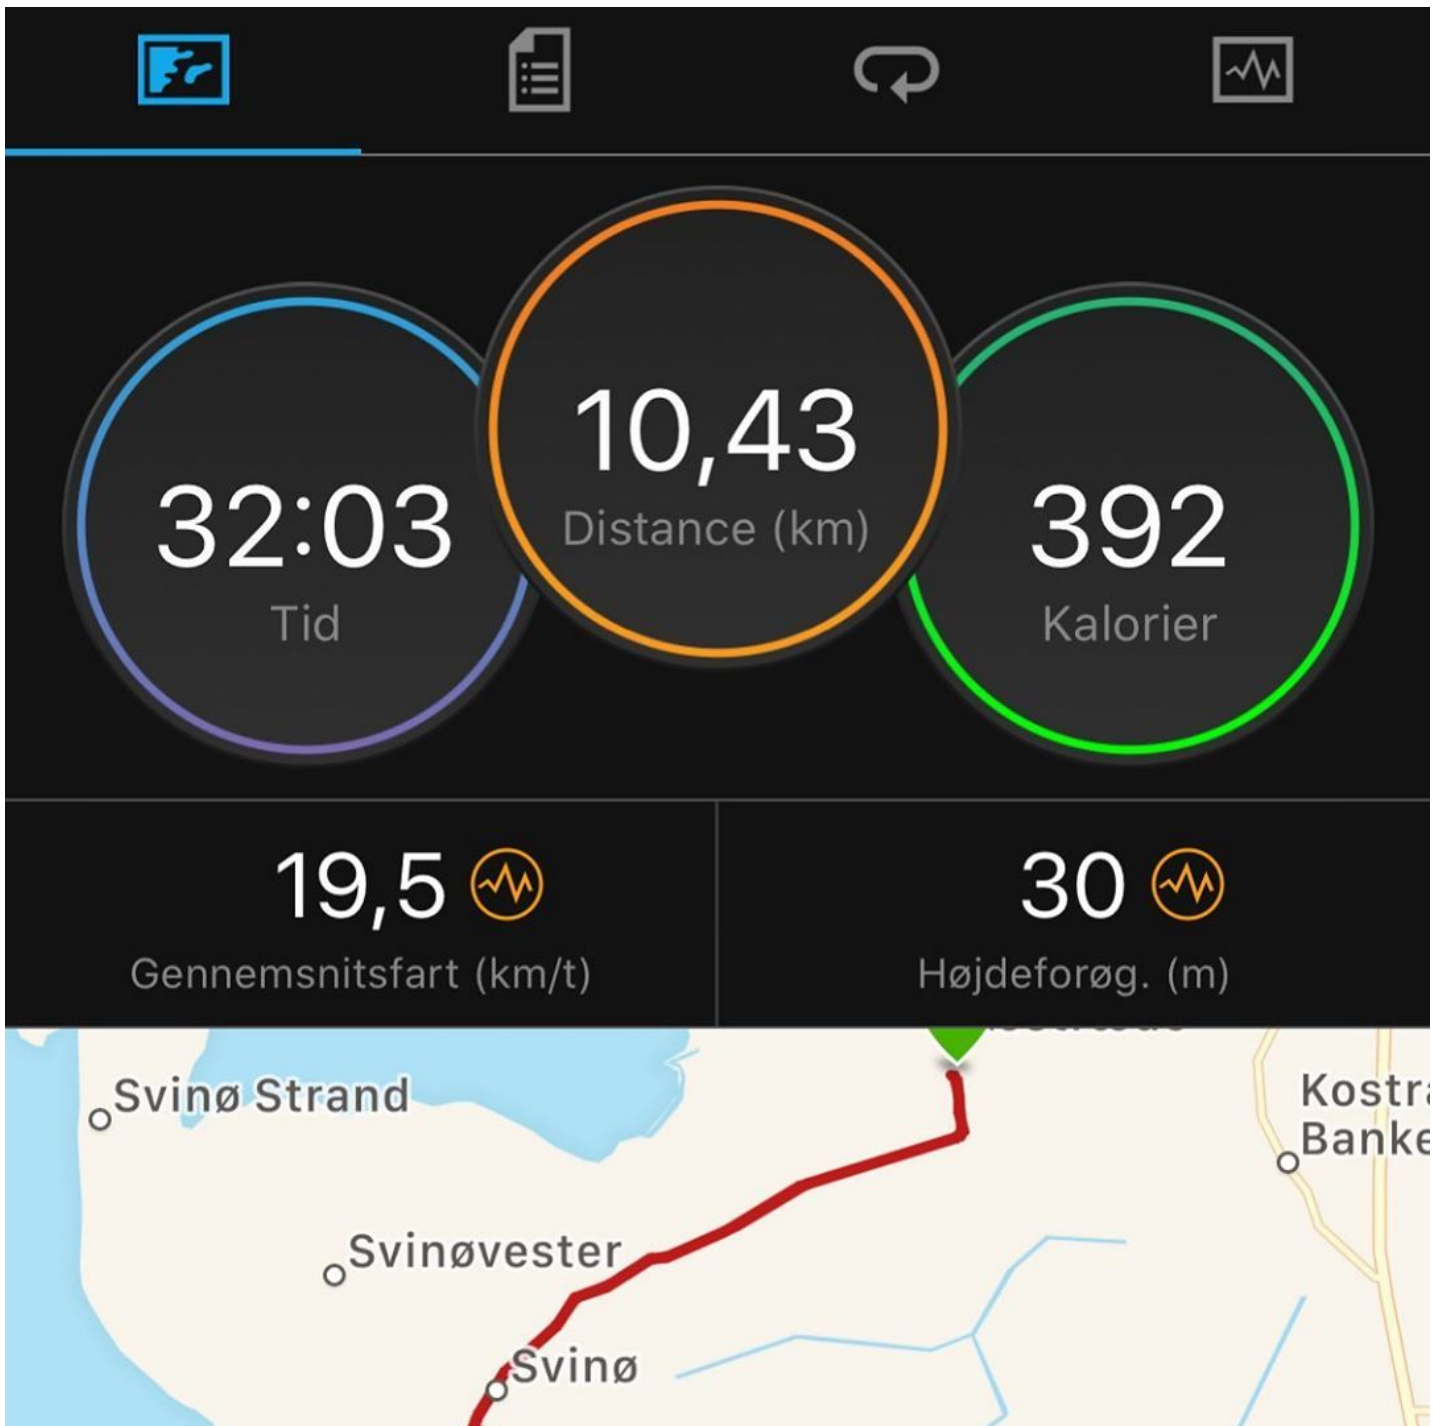 10,43
Distance (km)
32:03
Tid
392
Kalorier
19,5
Gennemsnitsfart (km/t)
30
Højdeforøg. (m)
Svinø Strand
Banke
Svinøvester
Svinø